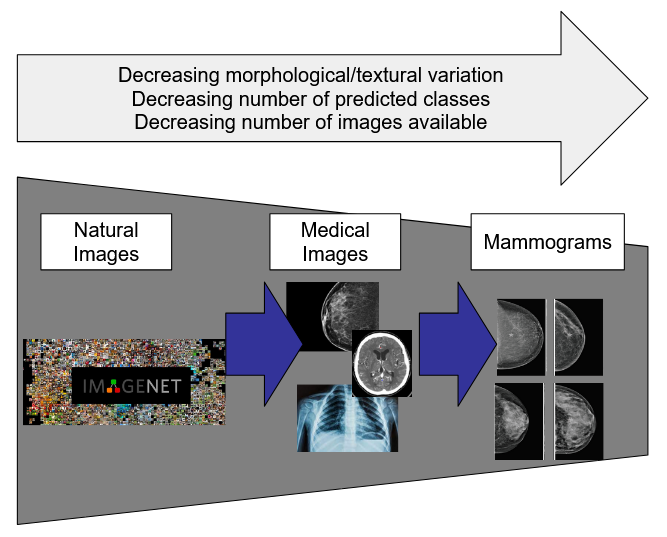 Decreasing morphological/textural variation
Decreasing number of predicted classes
Decreasing number of images available
Natural
Images
Medical
Images
Mammograms
IMAGENET